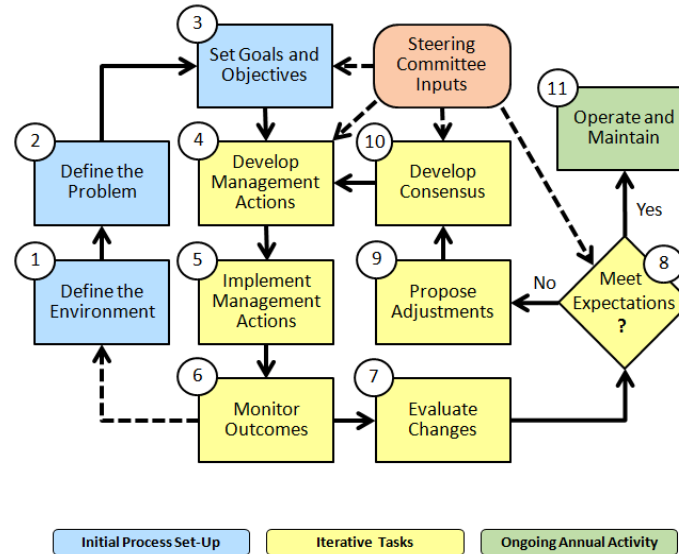 3
Set Goals and
Objectives
Steering
Committee
Inputs
11
Operate and
Maintain
2
Define the
Problem
4
Develop
Management
Actions
10
Develop
Consensus
Yes
1
Define the
Environment
5
Implement
Management
Actions
9
Propose
Adjustments
No
8
Meet
Expectations
?
6
Monitor
Outcomes
7
Evaluate
Changes
Initial Process Set-Up
Iterative Tasks
Ongoing Annual Activity